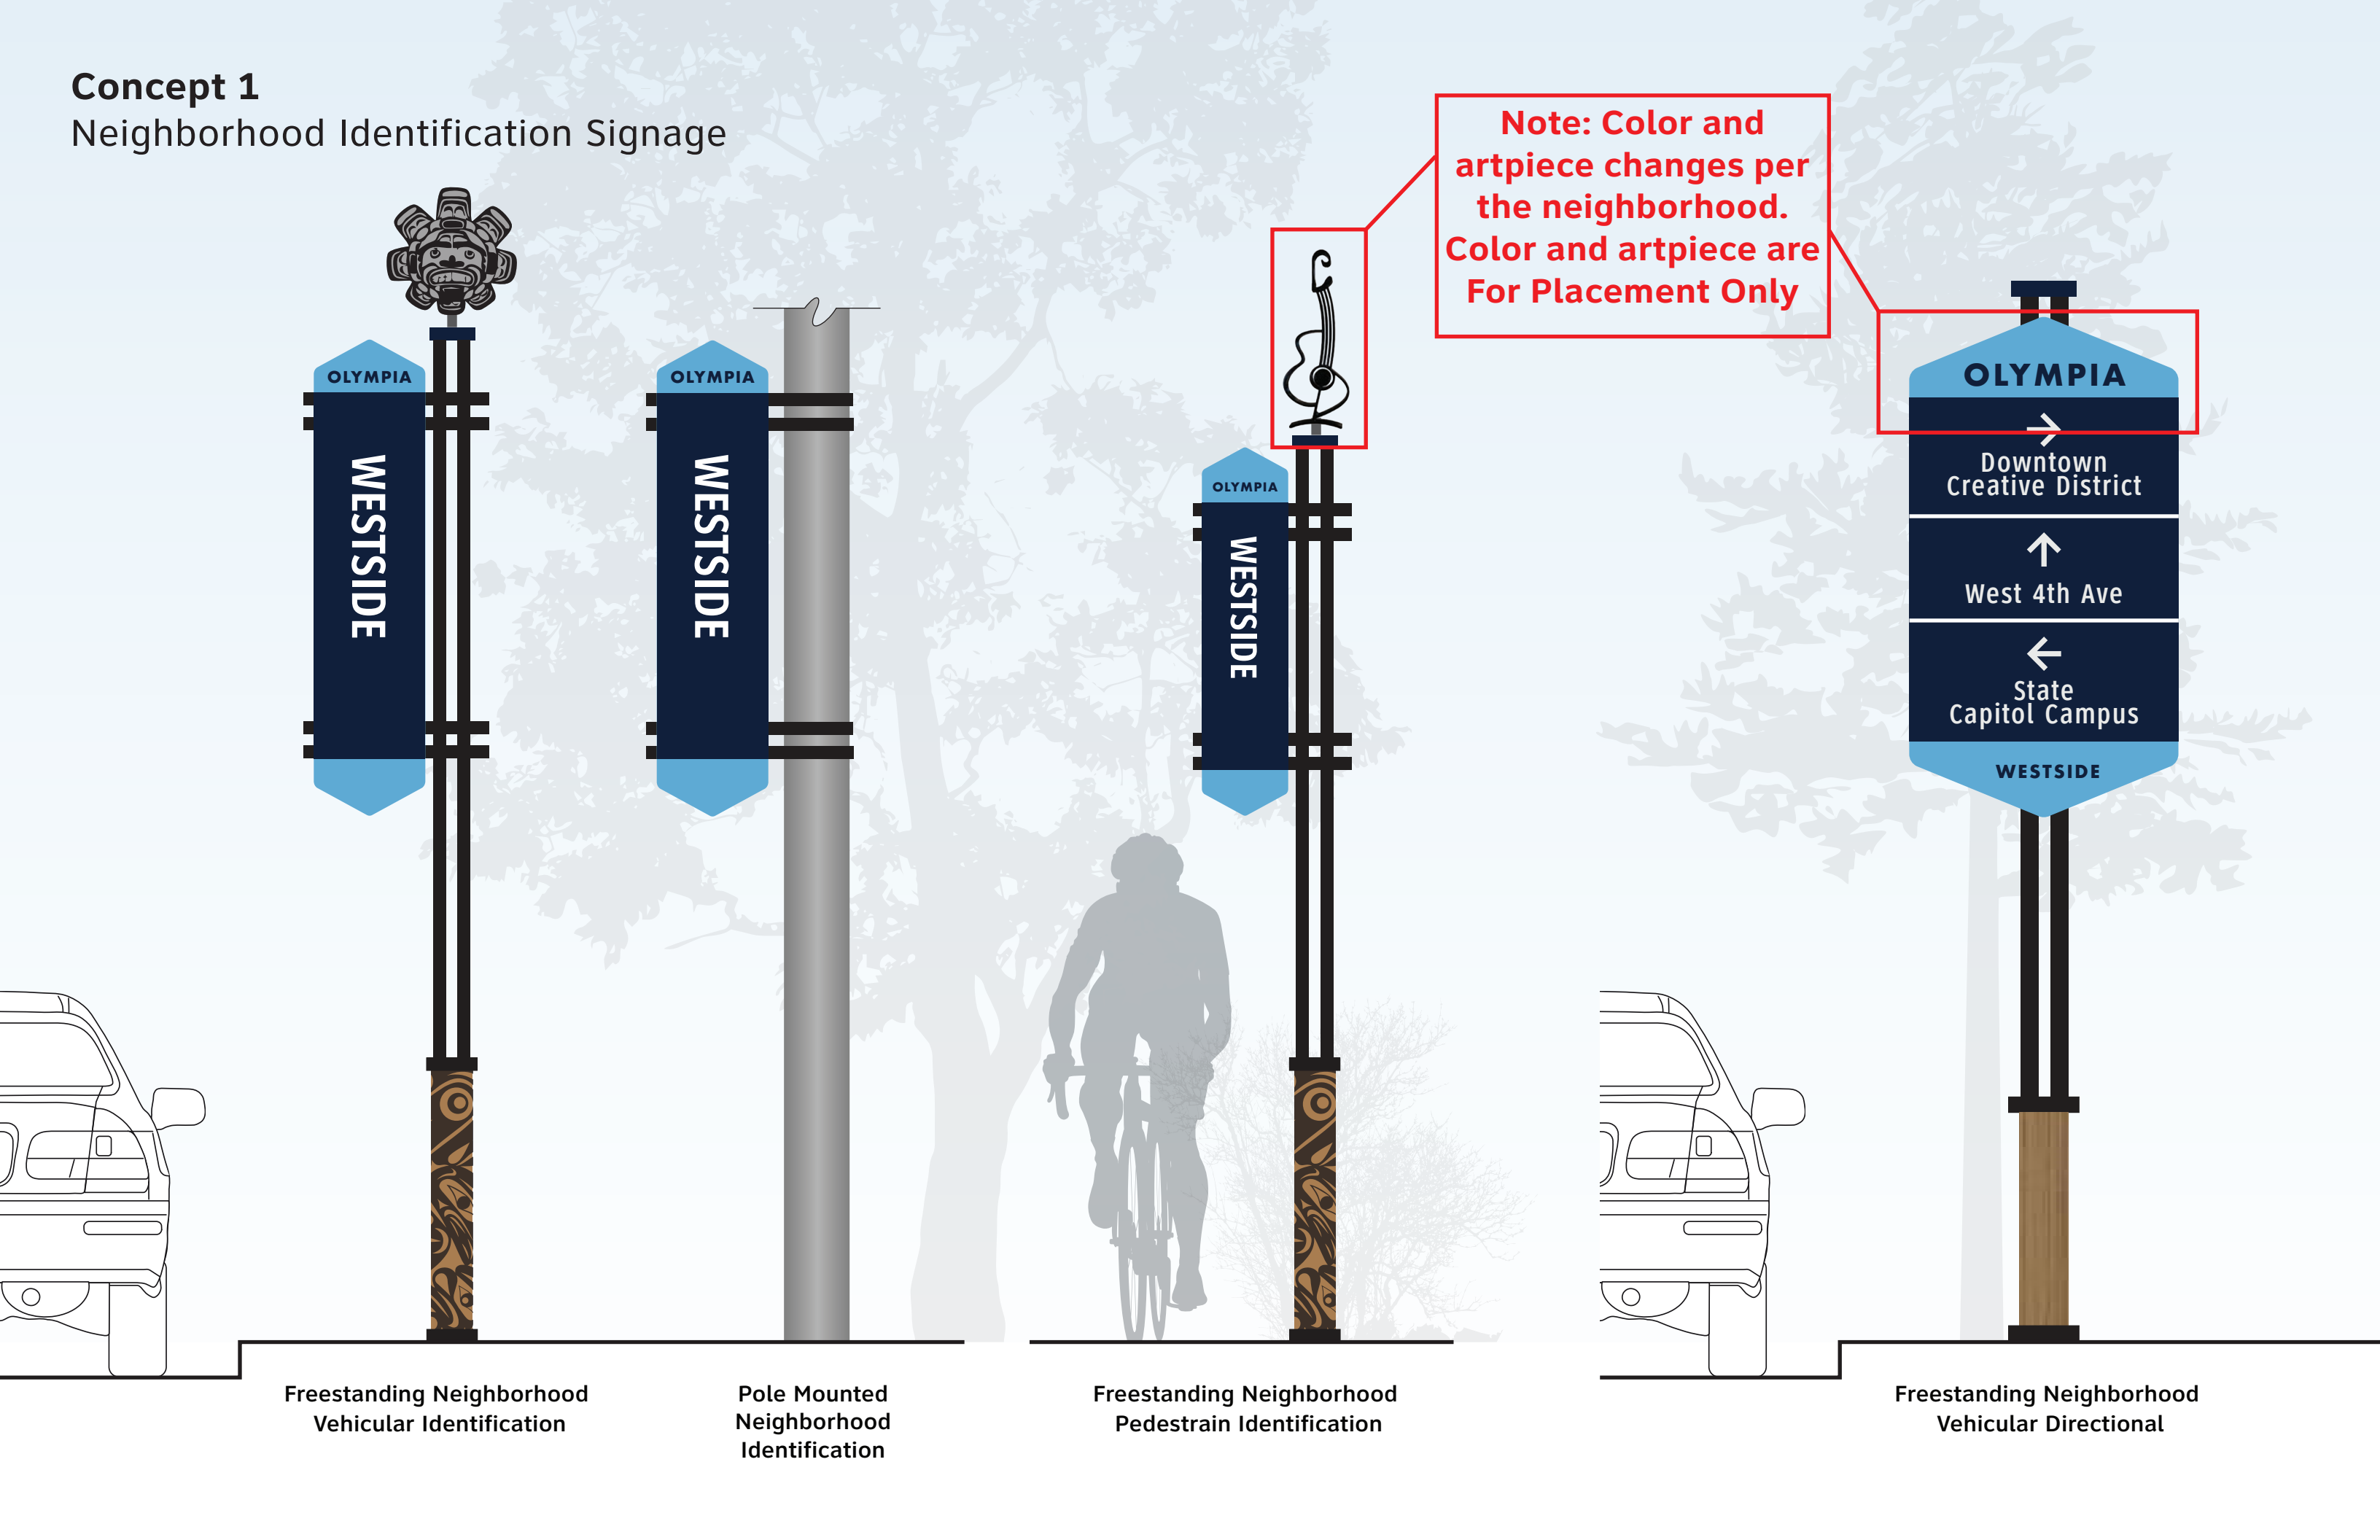 Concept 1
Neighborhood Identification Signage
Note: Color and
artpiece changes per
the neighborhood.
Color and artpiece are
For Placement Only
OLYMPIA
WESTSIDE
OLYMPIA
WESTSIDE
OLYMPIA
WESTSIDE
OLYMPIA
→
Downtown
Creative District
↑
West 4th Ave
←
State
Capitol Campus
WESTSIDE
Freestanding Neighborhood
Vehicular Identification
Pole Mounted
Neighborhood
Identification
Freestanding Neighborhood
Pedestrain Identification
Freestanding Neighborhood
Vehicular Directional